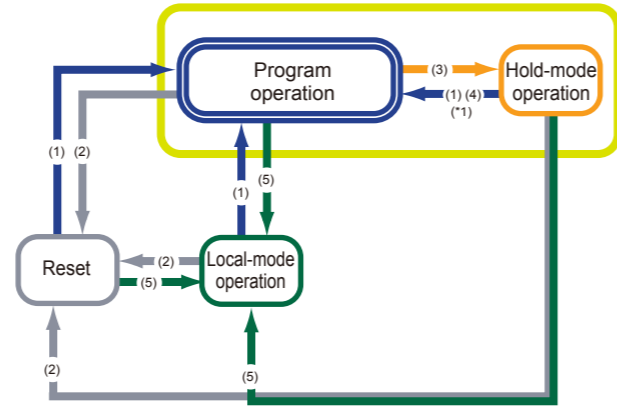 Program
operation
(3)
Hold-mode
operation
(1) (4)
(*1)
(1)
(2)
(1)
(5)
Reset
(2)
(5)
Local-mode
operation
(2)
(5)